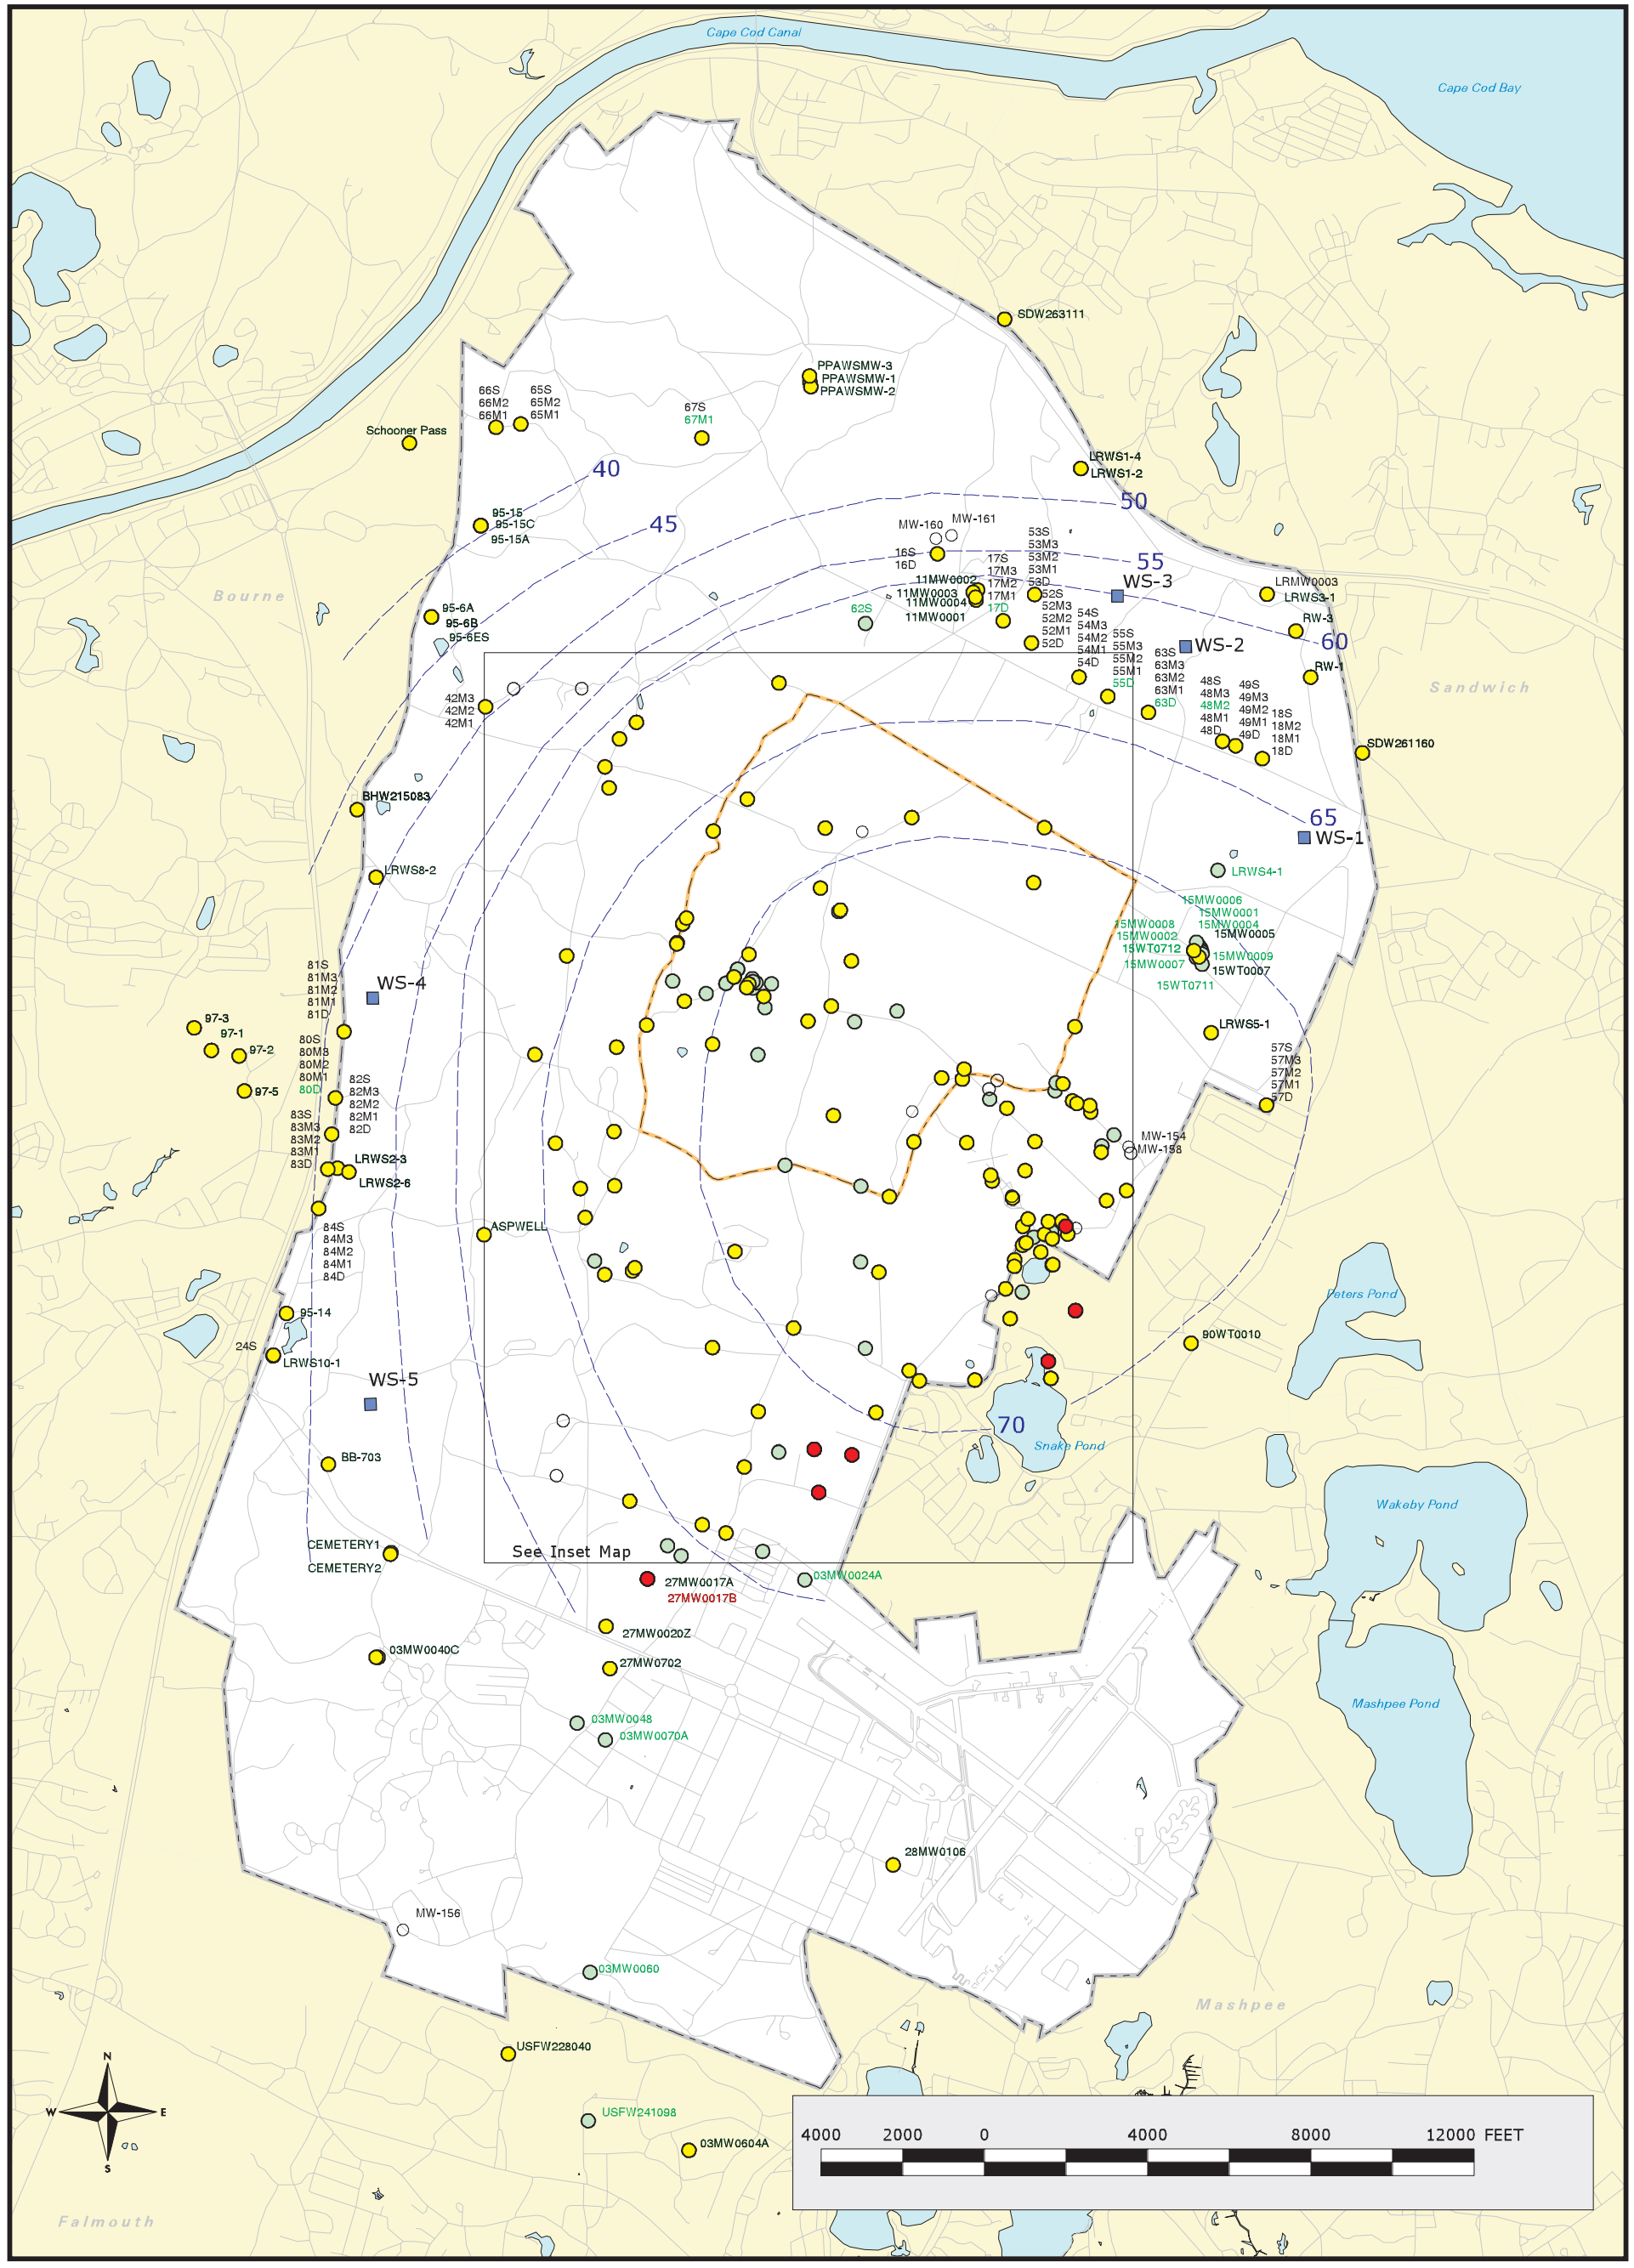 Cape Cod Canal
Cape Cod Bay
SDW263111
PPAWSMW-3
PPAWSMW-1
PPAWSMW-2
66S
66M2
66M1
65S
65M2
65M1
67S
67M1
Schooner Pass
LRWS1-4
LRWS1-2
40
45
50
55
95-15
95-15C
95-15A
MW-160
MW-161
16S
16D
53S
53M3
53M2
53M1
53D
17S
17M3
17M2
17M1
17D
11MW0002
11MW0003
11MW0004
11MW0001
WS-3
LRMW0003
LRWS3-1
Bourne
95-6A
95-6B
95-6ES
62S
52S
52M3
52M2
52M1
52D
54S
54M3
54M2
54M1
54D
55S
55M3
55M2
55M1
55D
RW-3
60
WS-2
63S
63M3
63M2
63M1
63D
RW-1
Sandwich
48S
48M3
48M2
48M1
48D
49S
49M3
49M2
49M1
49D
18S
18M2
18M1
18D
42M3
42M2
42M1
SDW261160
BHW215083
65
WS-1
LRWS8-2
LRWS4-1
15MW0006
15MW0001
15MW0004
15MW0008
15MW0002
15MW0005
15WT0712
15MW0009
15MW0007
15WT0007
15WT0711
81S
81M3
81M2
81M1
81D
WS-4
97-3
97-1
97-2
97-5
LRWS5-1
80S
80M3
80M2
80M1
80D
57S
57M3
57M2
57M1
57D
82S
82M3
82M2
82M1
82D
83S
83M3
83M2
83M1
83D
MW-154
MW-158
LRWS2-3
LRWS2-6
ASPWELL
84S
84M3
84M2
84M1
84D
Peters Pond
95-14
24S
LRWS10-1
90WT0010
WS-5
70
Snake Pond
BB-703
Wakeby Pond
CEMETERY1
CEMETERY2
See Inset Map
27MW0017A
27MW0017B
03MW0024A
27MW0020Z
03MW0040C
27MW0702
Mashpee Pond
03MW0048
03MW0070A
28MW0106
MW-156
03MW0060
Mashpee
USFW228040
N
W
E
S
USFW241098
03MW0604A
4000 2000 0 4000 8000 12000 FEET
Falmouth